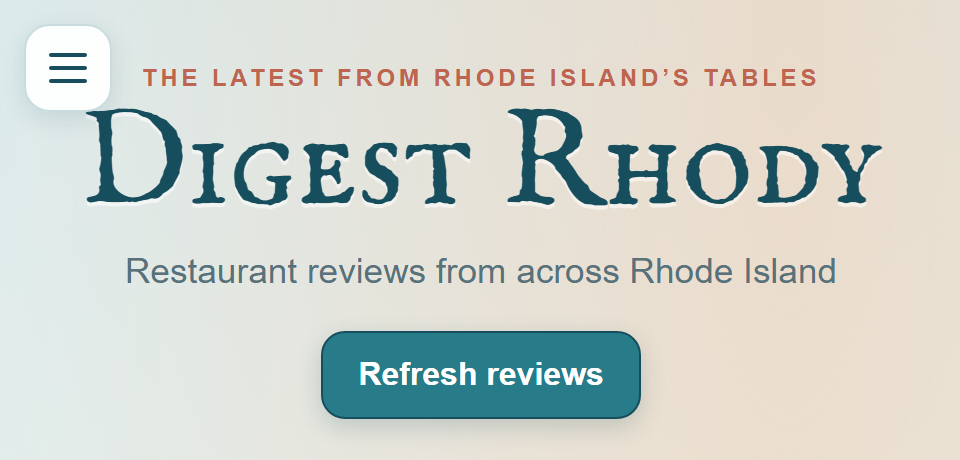 THE LATEST FROM RHODE ISLAND’S TABLES
DIGEST RHODY
Restaurant reviews from across Rhode Island
Refresh reviews